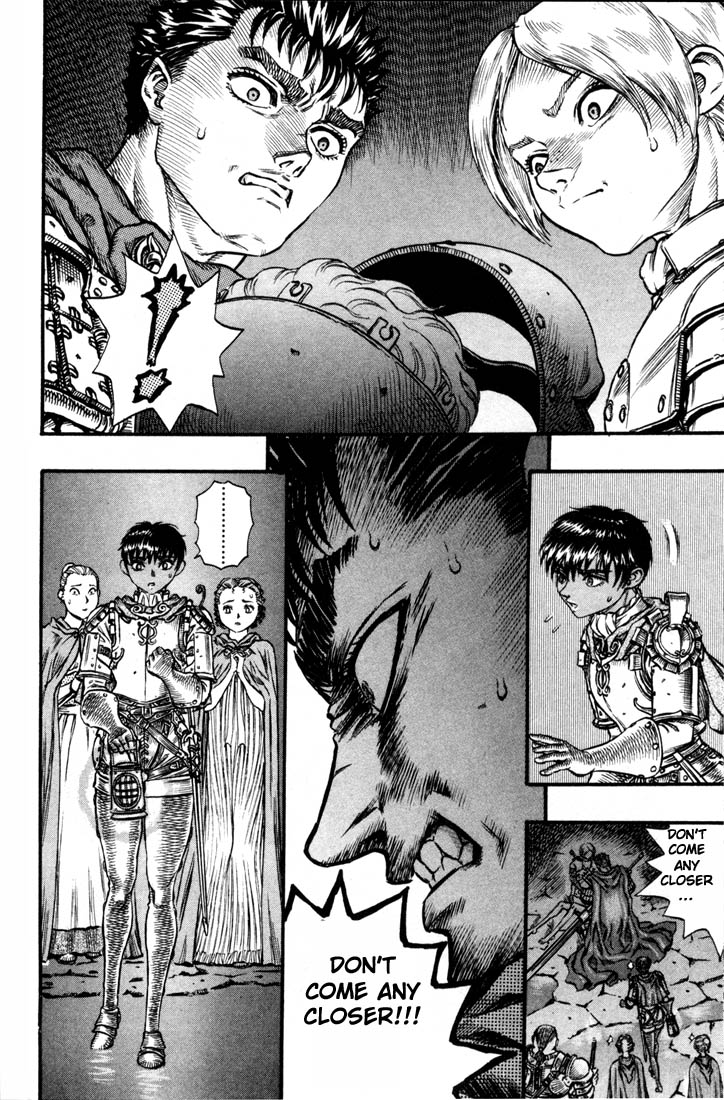 !
DON'T
COME
ANY
CLOSER
...
DON'T
COME ANY
CLOSER!!!
.........